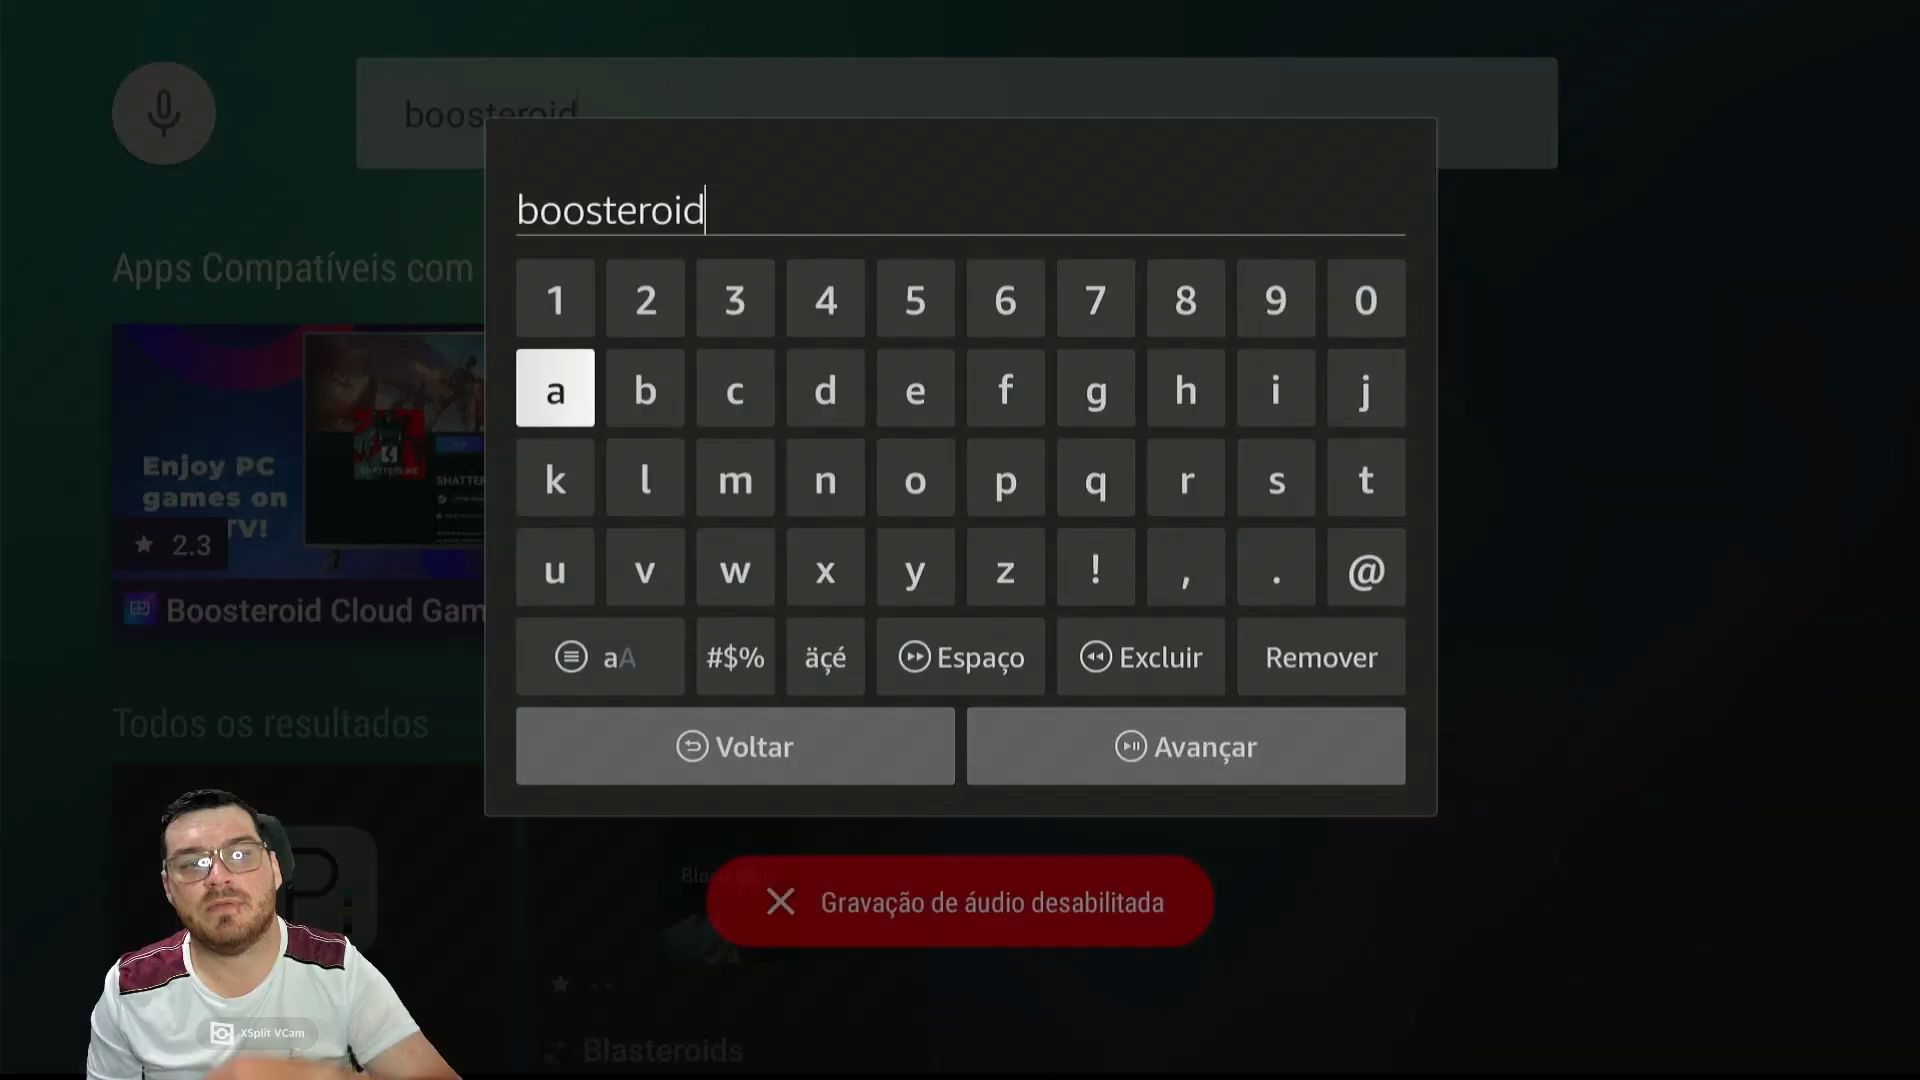 boosteroid
boosteroid
Apps Compatíveis com
1 2 3 4 5 6 7 8 9 0
a b c d e f g h i j
k l m n o p q r s t
u v w x y z ! , . @
aA #$% äçé Espaço Excluir Remover
Voltar Avançar
Enjoy PC
games on
TV!
SHATTER
2.3
Boosteroid Cloud Gam
Todos os resultados
Gravação de áudio desabilitada
XSplit VCam
--
Blasteroids